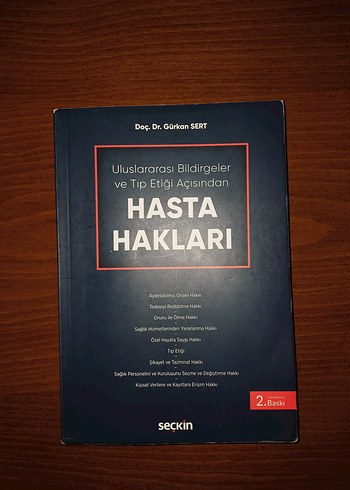 Doç. Dr. Gürkan SERT
Uluslararası Bildirgeler
ve Tıp Etiği Açısından
HASTA
HAKLARI
Aydınlatılmış Onam Hakkı
Tedaviyi Reddetme Hakkı
Onuru ile Ölme Hakkı
Sağlık Hizmetlerinden Yararlanma Hakkı
Özel Hayata Saygı Hakkı
Tıp Etiği
Şikayet ve Tazminat Hakkı
Sağlık Personelini ve Kuruluşunu Seçme ve Değiştirme Hakkı
Kişisel Verilere ve Kayıtlara Erişim Hakkı
2. Baskı
seçkin